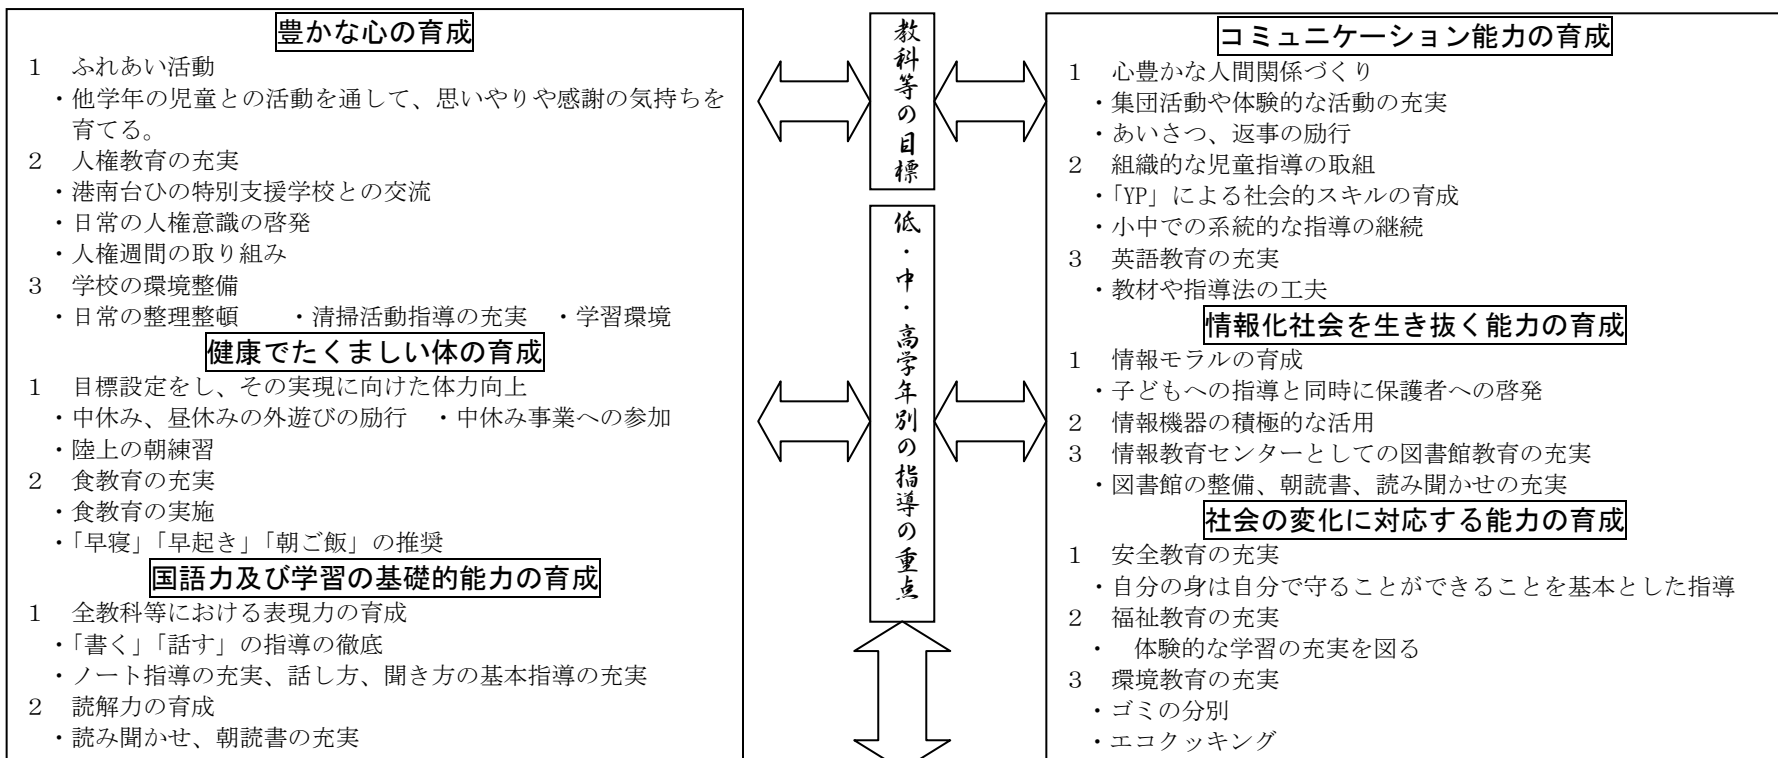 豊かな心の育成
1 ふれあい活動
・他学年の児童との活動を通して、思いやりや感謝の気持ちを
育てる。
2 人権教育の充実
・港南台ひの特別支援学校との交流
・日常の人権意識の啓発
・人権週間の取り組み
3 学校の環境整備
・日常の整理整頓 ・清掃活動指導の充実 ・学習環境
健康でたくましい体の育成
1 目標設定をし、その実現に向けた体力向上
・中休み、昼休みの外遊びの励行 ・中休み事業への参加
・陸上の朝練習
2 食教育の充実
・食教育の実施
・「早寝」「早起き」「朝ご飯」の推奨
国語力及び学習の基礎的能力の育成
1 全教科等における表現力の育成
・「書く」「話す」の指導の徹底
・ノート指導の充実、話し方、聞き方の基本指導の充実
2 読解力の育成
・読み聞かせ、朝読書の充実
教科等の目標
低・中・高学年別の指導の重点
コミュニケーション能力の育成
1 心豊かな人間関係づくり
・集団活動や体験的な活動の充実
・あいさつ、返事の励行
2 組織的な児童指導の取組
・「YP」による社会的スキルの育成
・小中での系統的な指導の継続
3 英語教育の充実
・教材や指導法の工夫
情報化社会を生き抜く能力の育成
1 情報モラルの育成
・子どもへの指導と同時に保護者への啓発
2 情報機器の積極的な活用
3 情報教育センターとしての図書館教育の充実
・図書館の整備、朝読書、読み聞かせの充実
社会の変化に対応する能力の育成
1 安全教育の充実
・自分の身は自分で守ることができることを基本とした指導
2 福祉教育の充実
・ 体験的な学習の充実を図る
3 環境教育の充実
・ゴミの分別
・エコクッキング